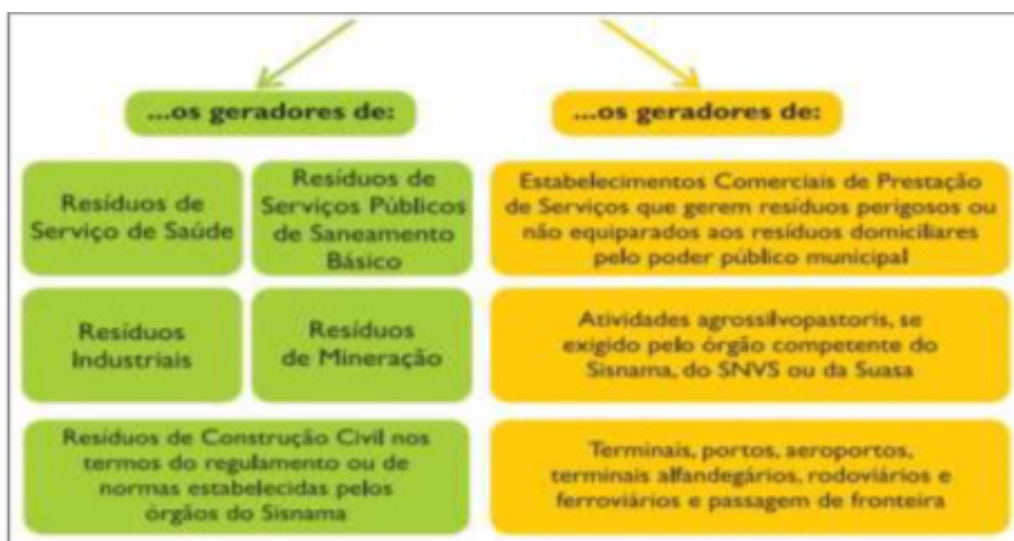 ...os geradores de:
Resíduos de
Serviço de Saúde
Resíduos de
Serviços Públicos
de Saneamento
Básico
Resíduos
Industriais
Resíduos
de Mineração
Resíduos de Construção Civil nos
termos do regulamento ou de
normas estabelecidas pelos
órgãos do Sisnama
...os geradores de:
Estabelecimentos Comerciais de Prestação
de Serviços que gerem resíduos perigosos ou
não equiparados aos resíduos domiciliares
pelo poder público municipal
Atividades agrossilvopastoris, se
exigido pelo órgão competente do
Sisnama, do SNVS ou da Suasa
Terminais, portos, aeroportos,
terminais alfandegários, rodoviários e
ferroviários e passagem de fronteira